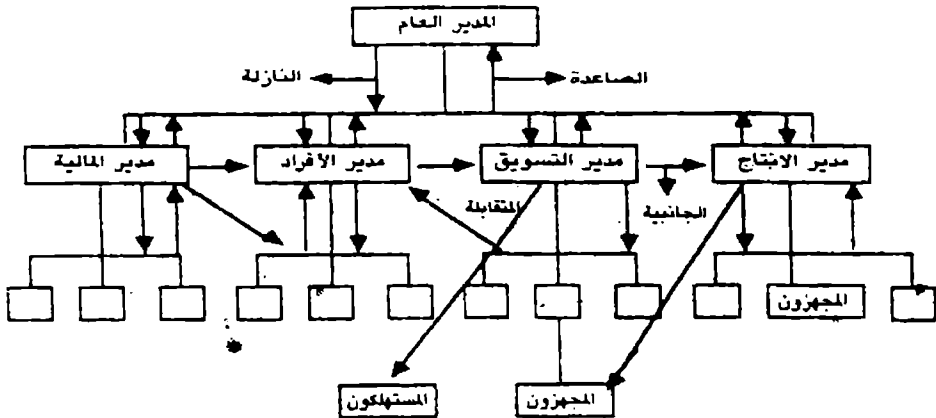 المدير العام
الصاعدة
النازلة
مدير الانتاج
مدير التسويق
مدير الأفراد
مدير المالية
الجانبية
المتقابلة
المجهزون
المجهزون
المستهلكون